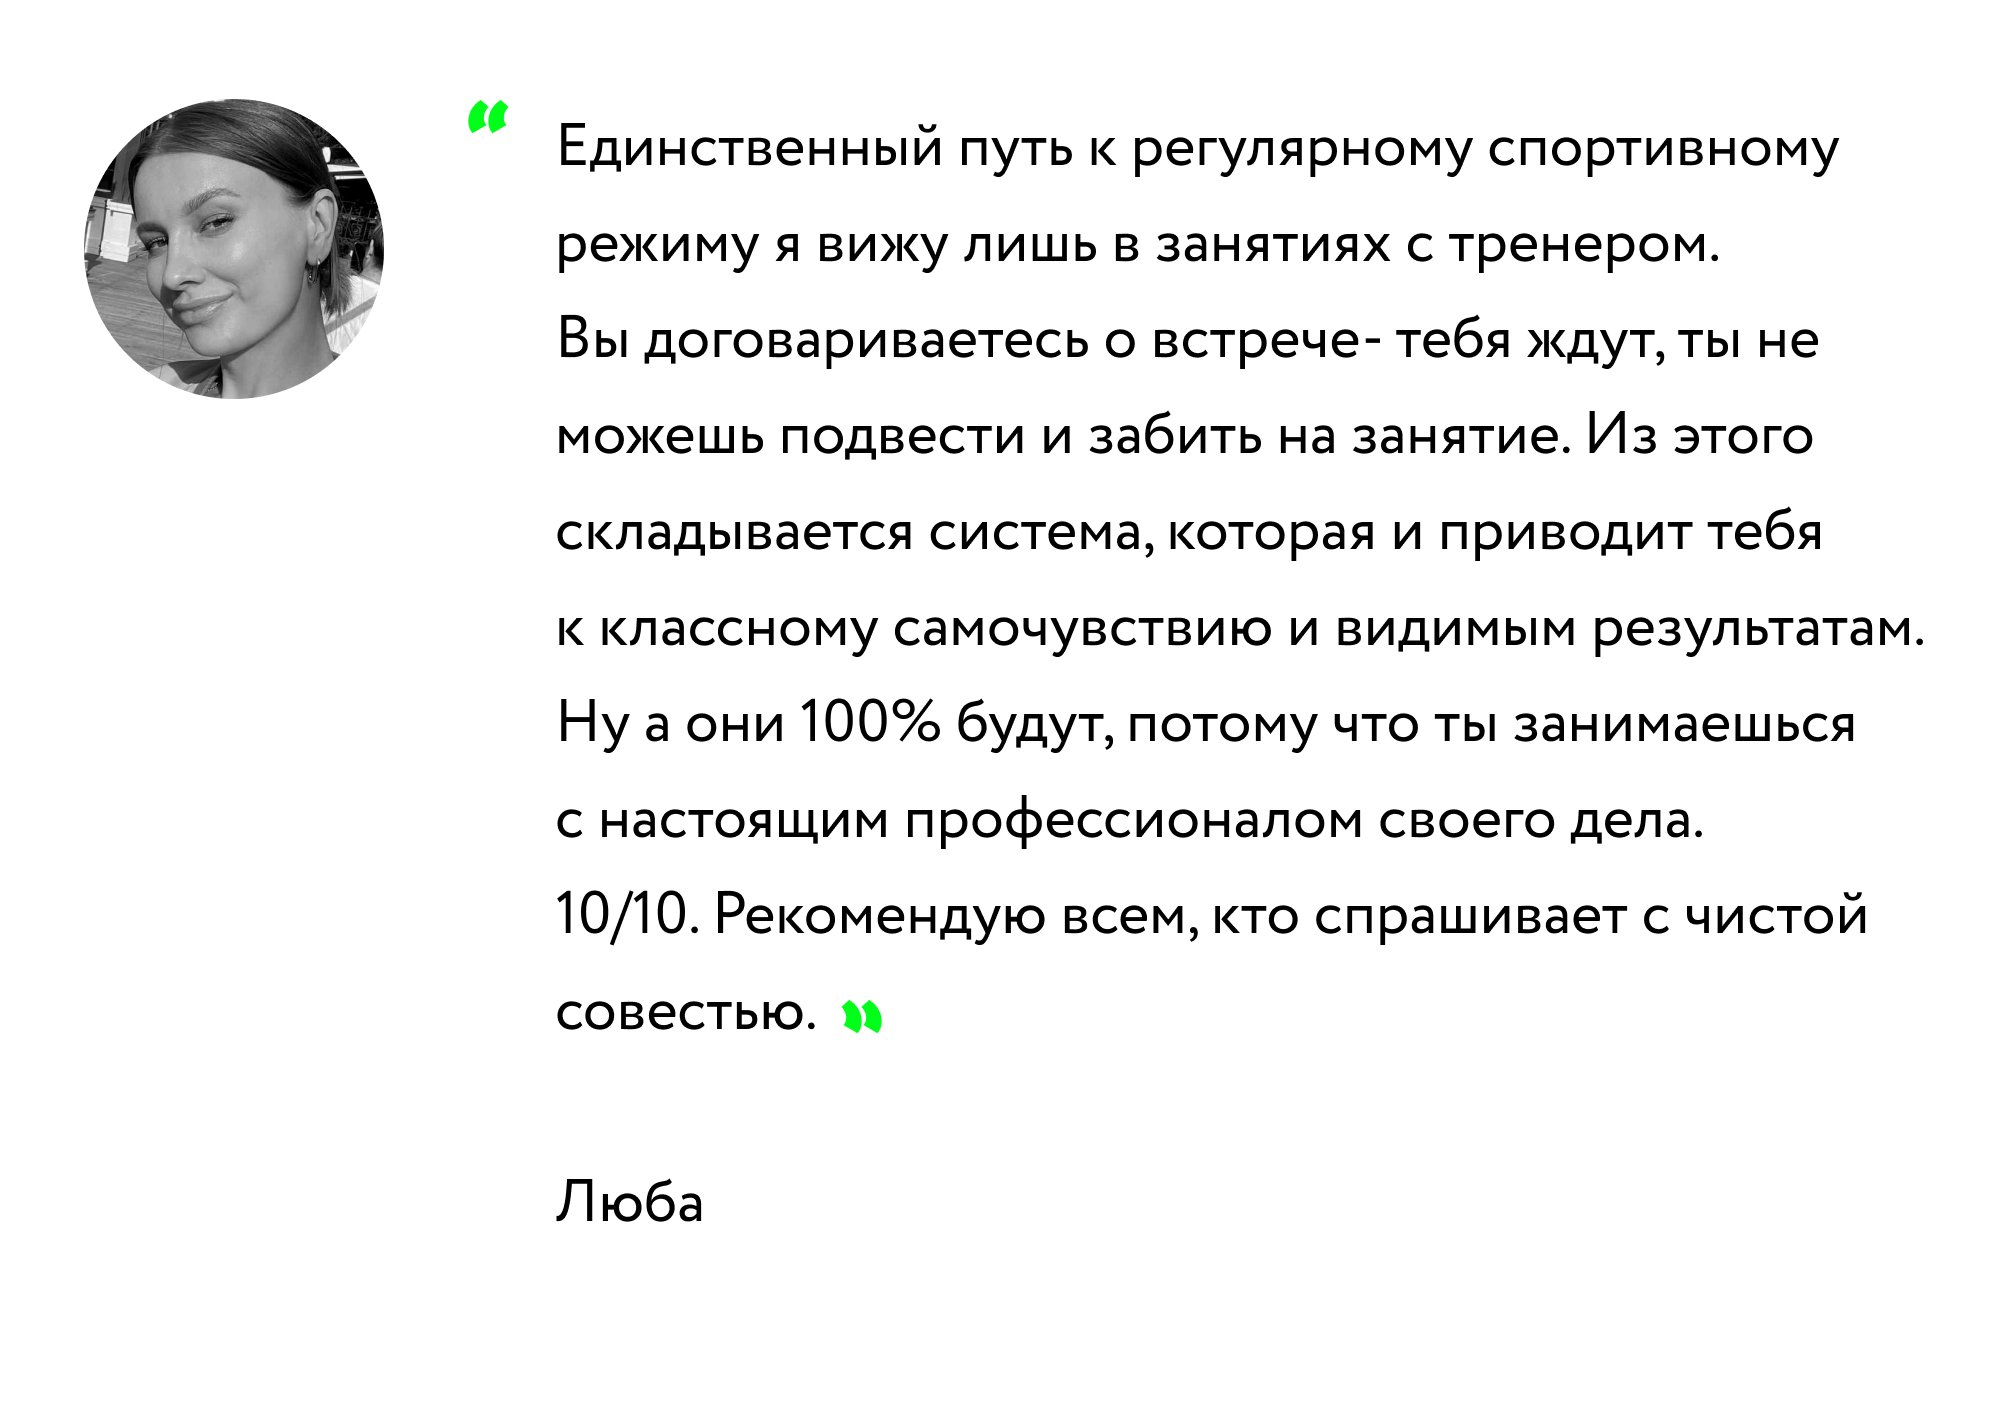 “ Единственный путь к регулярному спортивному
режиму я вижу лишь в занятиях с тренером.
Вы договариваетесь о встрече- тебя ждут, ты не
можешь подвести и забить на занятие. Из этого
складывается система, которая и приводит тебя
к классному самочувствию и видимым результатам.
Ну а они 100% будут, потому что ты занимаешься
с настоящим профессионалом своего дела.
10/10. Рекомендую всем, кто спрашивает с чистой
совестью. ”
Люба